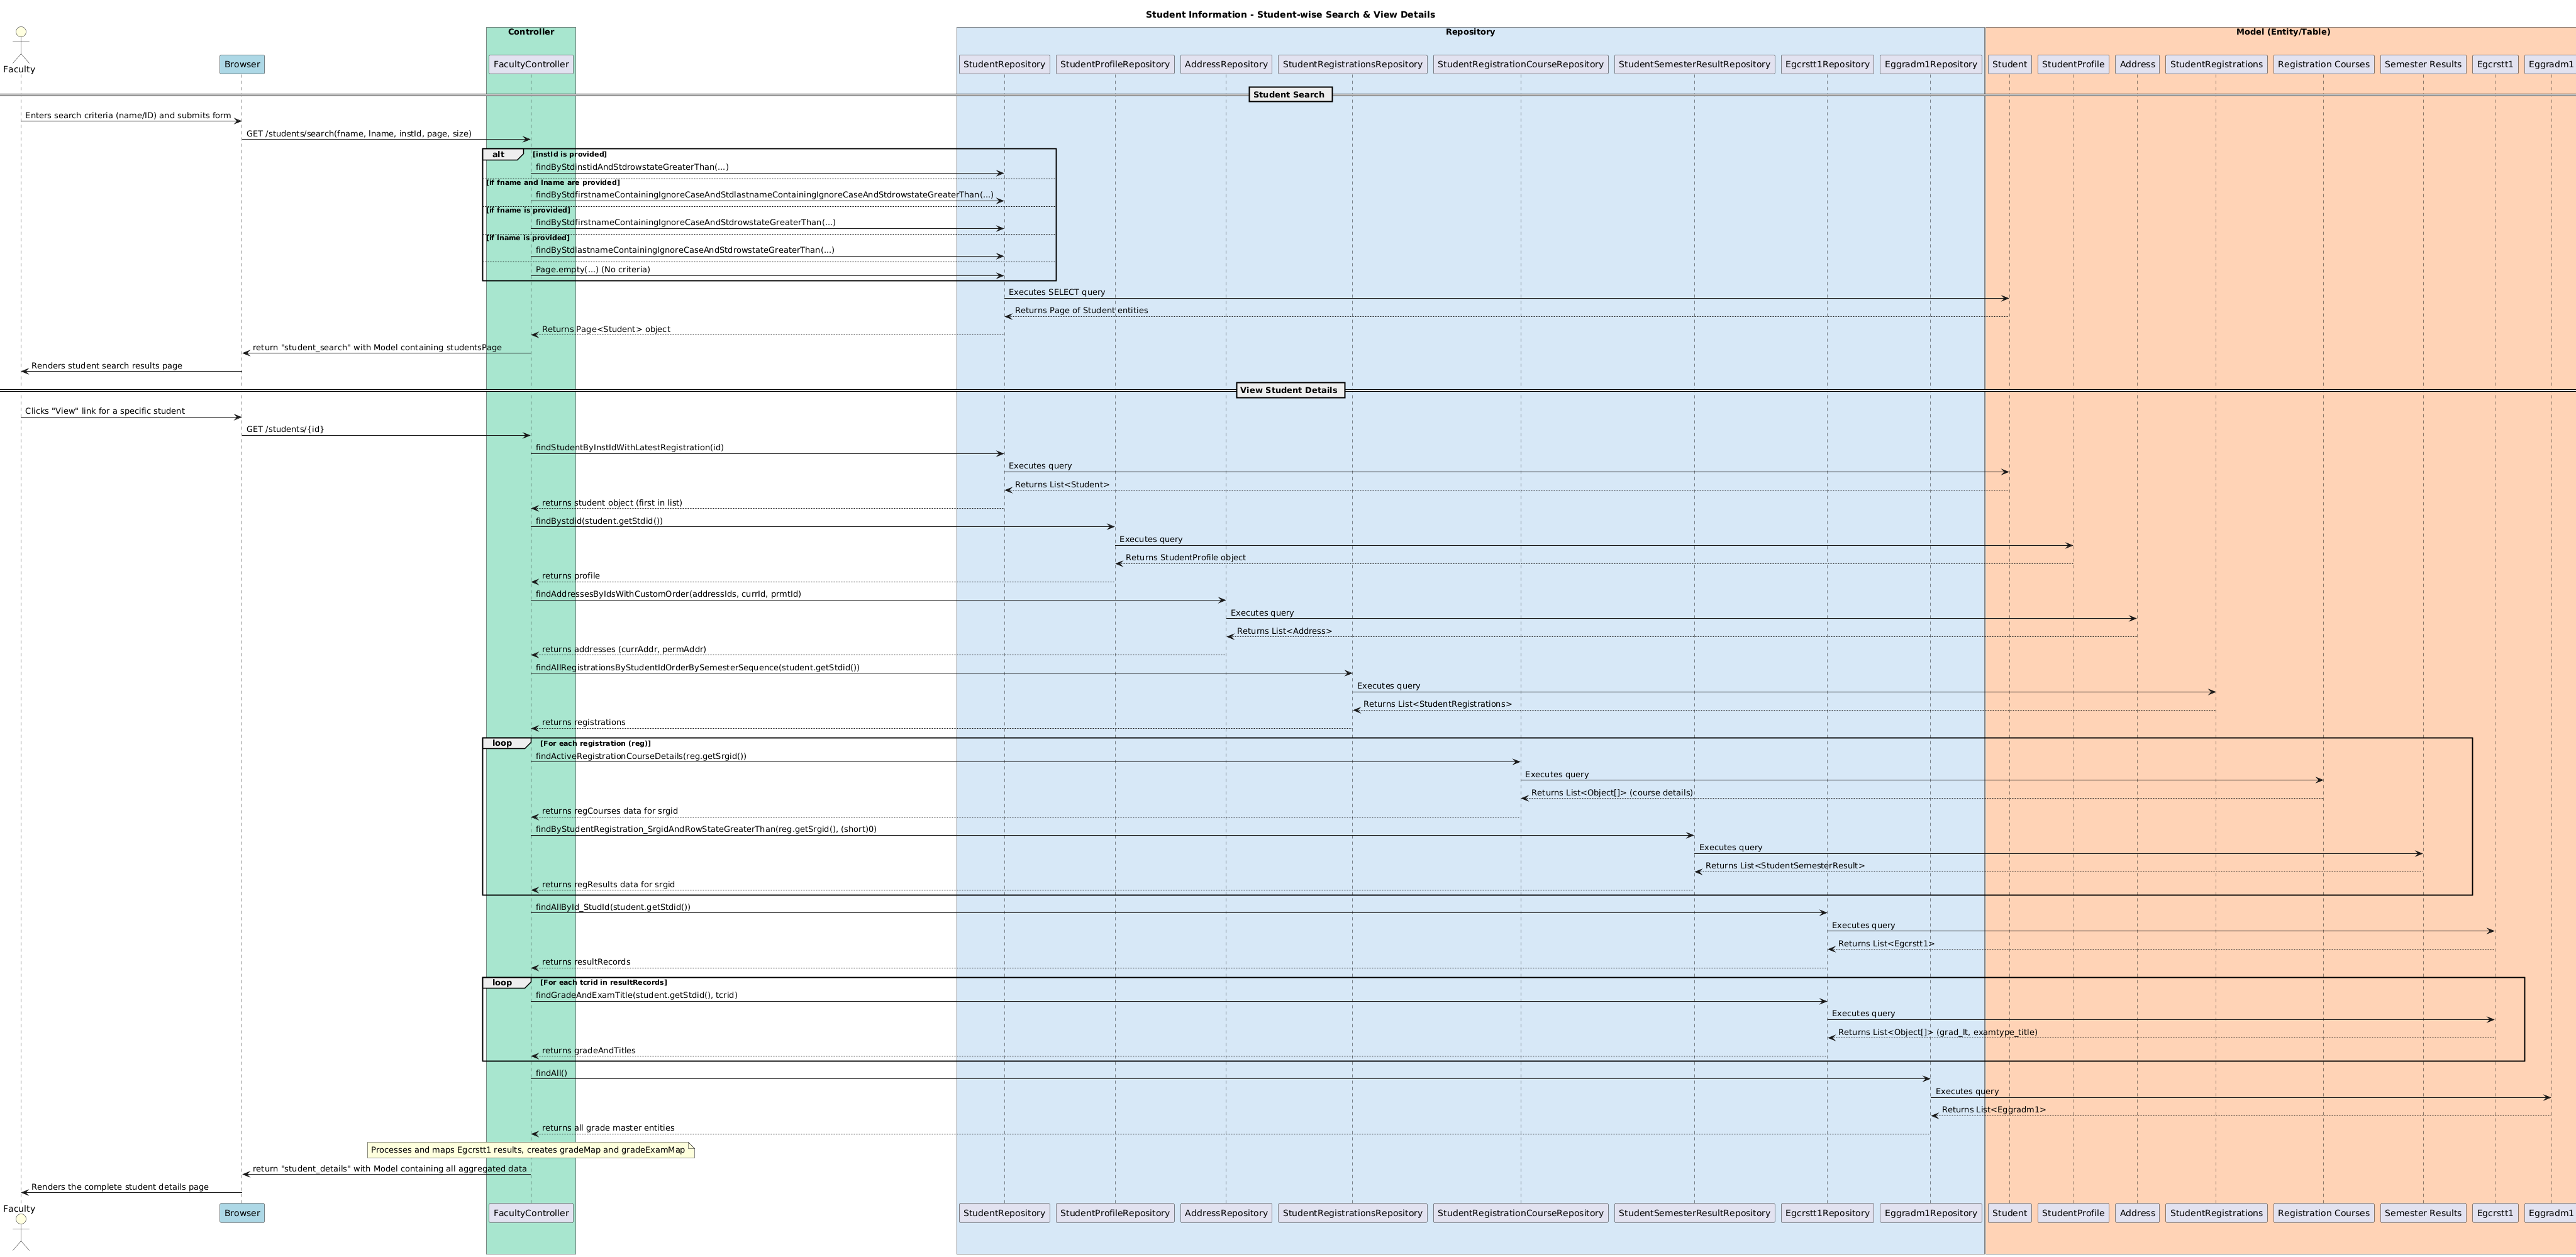 Student Information - Student-wise Search & View Details
Controller
Repository
Model (Entity/Table)
Faculty
Browser
FacultyController
StudentRepository
StudentProfileRepository
AddressRepository
StudentRegistrationsRepository
StudentRegistrationCourseRepository
StudentSemesterResultRepository
Egcrstt1Repository
Eggradm1Repository
Student
StudentProfile
Address
StudentRegistrations
Registration Courses
Semester Results
Egcrstt1
Eggradm1
Student Search
Enters search criteria (name/ID) and submits form
GET /students/search(fname, lname, instId, page, size)
alt [instId is provided]
findByStdinstidAndStdrowstateGreaterThan(...)
[if fname and lname are provided]
findByStdfirstnameContainingIgnoreCaseAndStdlastnameContainingIgnoreCaseAndStdrowstateGreaterThan(...)
[if fname is provided]
findByStdfirstnameContainingIgnoreCaseAndStdrowstateGreaterThan(...)
[if lname is provided]
findByStdlastnameContainingIgnoreCaseAndStdrowstateGreaterThan(...)
Page.empty(...) (No criteria)
Executes SELECT query
Returns Page of Student entities
Returns Page<Student> object
return "student_search" with Model containing studentsPage
Renders student search results page
View Student Details
Clicks "View" link for a specific student
GET /students/{id}
findStudentByInstIdWithLatestRegistration(id)
Executes query
Returns List<Student>
returns student object (first in list)
findBystdid(student.getStdid())
Executes query
Returns StudentProfile object
returns profile
findAddressesByIdsWithCustomOrder(addressIds, currId, prmtId)
Executes query
Returns List<Address>
returns addresses (currAddr, permAddr)
findAllRegistrationsByStudentIdOrderBySemesterSequence(student.getStdid())
Executes query
Returns List<StudentRegistrations>
returns registrations
loop [For each registration (reg)]
findActiveRegistrationCourseDetails(reg.getSrgid())
Executes query
Returns List<Object[]> (course details)
returns regCourses data for srgid
findByStudentRegistration_SrgidAndRowStateGreaterThan(reg.getSrgid(), (short)0)
Executes query
Returns List<StudentSemesterResult>
returns regResults data for srgid
findAllById_StudId(student.getStdid())
Executes query
Returns List<Egcrstt1>
returns resultRecords
loop [For each tcrid in resultRecords]
findGradeAndExamTitle(student.getStdid(), tcrid)
Executes query
Returns List<Object[]> (grad_lt, examtype_title)
returns gradeAndTitles
findAll()
Executes query
Returns List<Eggradm1>
returns all grade master entities
Processes and maps Egcrstt1 results, creates gradeMap and gradeExamMap
return "student_details" with Model containing all aggregated data
Renders the complete student details page
Faculty
Browser
FacultyController
StudentRepository
StudentProfileRepository
AddressRepository
StudentRegistrationsRepository
StudentRegistrationCourseRepository
StudentSemesterResultRepository
Egcrstt1Repository
Eggradm1Repository
Student
StudentProfile
Address
StudentRegistrations
Registration Courses
Semester Results
Egcrstt1
Eggradm1